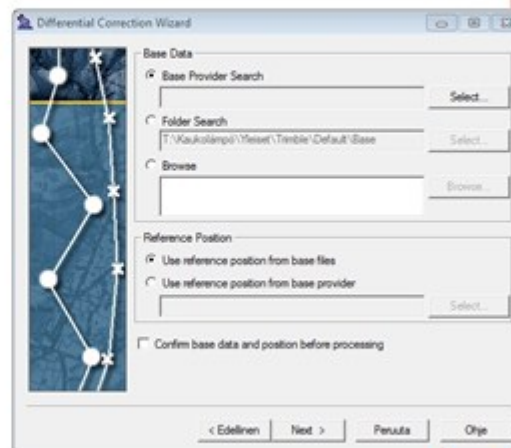 Differential Correction Wizard
Base Data
Base Provider Search
Select...
Folder Search
T:\Kaukolämpö\Yleiset\Trimble\Default\Base
Select...
Browse
Browse...
Reference Position
Use reference position from base files
Use reference position from base provider
Select...
Confirm base data and position before processing
< Edellinen
Next >
Peruuta
Ohje